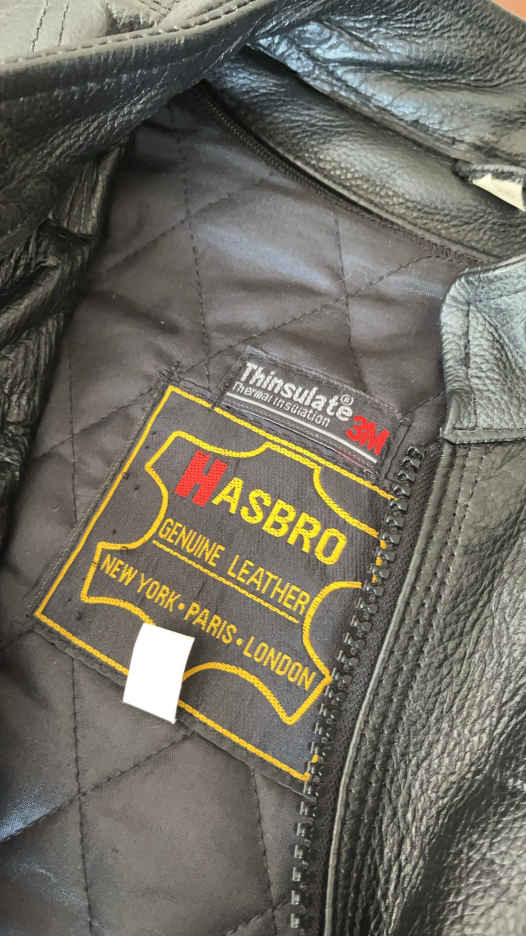 Thinsulate®
Thermal Insulation 3M
HASBRO
GENUINE LEATHER
NEW YORK • PARIS • LONDON